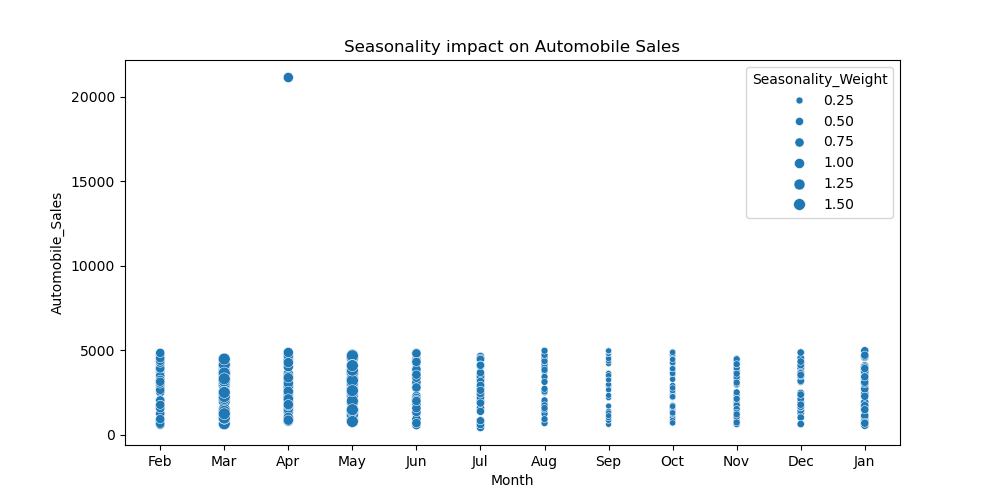 Seasonality impact on Automobile Sales
Automobile_Sales
20000
15000
10000
5000
0
Seasonality_Weight
0.25
0.50
0.75
1.00
1.25
1.50
Feb Mar Apr May Jun Jul Aug Sep Oct Nov Dec Jan
Month